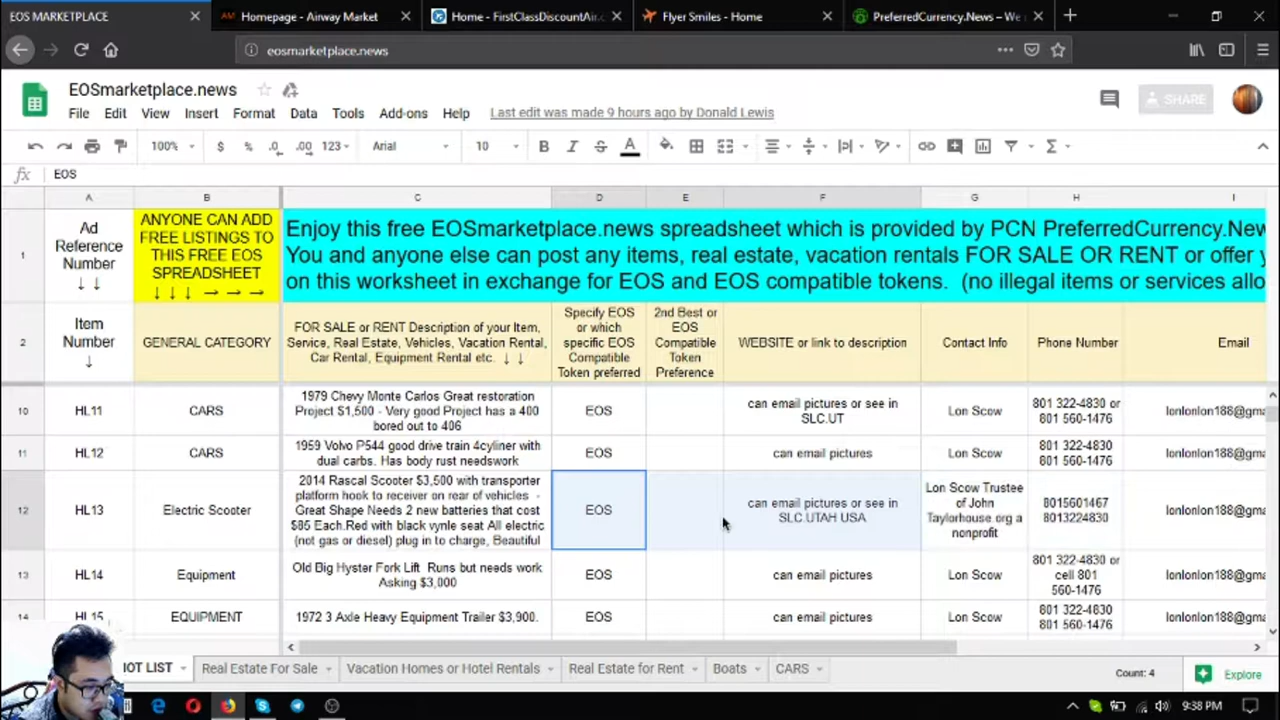 EOS MARKETPLACE
Homepage - Airway Market
Home - FirstClassDiscountAir.c
Flyer Smiles - Home
PreferredCurrency.News – We
eosmarketplace.news
EOSmarketplace.news
File Edit View Insert Format Data Tools Add-ons Help Last edit was made 9 hours ago by Donald Lewis
SHARE
100% $ % .0 .00 123 Arial 10 B I S A Σ
fx EOS
A B C D E F G H I
1
Ad
Reference
Number
↓ ↓
ANYONE CAN ADD
FREE LISTINGS TO
THIS FREE EOS
SPREADSHEET
↓ ↓ ↓ → → →
Enjoy this free EOSmarketplace.news spreadsheet which is provided by PCN PreferredCurrency.New
You and anyone else can post any items, real estate, vacation rentals FOR SALE OR RENT or offer y
on this worksheet in exchange for EOS and EOS compatible tokens. (no illegal items or services allo
2
Item
Number
↓
GENERAL CATEGORY
FOR SALE or RENT Description of your Item,
Service, Real Estate, Vehicles, Vacation Rental,
Car Rental, Equipment Rental etc. ↓ ↓
Specify EOS
or which
specific EOS
Compatible
Token preferred
2nd Best or
EOS
Compatible
Token
Preference
WEBSITE or link to description
Contact Info
Phone Number
Email
10
HL11
CARS
1979 Chevy Monte Carlos Great restoration
Project $1,500 - Very good Project has a 400
bored out to 406
EOS
can email pictures or see in
SLC.UT
Lon Scow
801 322-4830 or
801 560-1476
lonlonlon188@gma
11
HL12
CARS
1959 Volvo P544 good drive train 4cyliner with
dual carbs. Has body rust needswork
EOS
can email pictures
Lon Scow
801 322-4830
801 560-1476
lonlonlon188@gma
12
HL13
Electric Scooter
2014 Rascal Scooter $3,500 with transporter
platform hook to receiver on rear of vehicles -
Great Shape Needs 2 new batteries that cost
$85 Each.Red with black vynle seat All electric
(not gas or diesel) plug in to charge, Beautiful
EOS
can email pictures or see in
SLC.UTAH USA
Lon Scow Trustee
of John
Taylorhouse.org a
nonprofit
8015601467
8013224830
lonlonlon188@gma
13
HL14
Equipment
Old Big Hyster Fork Lift Runs but needs work
Asking $3,000
EOS
can email pictures
Lon Scow
801 322-4830 or
cell 801
560-1476
lonlonlon188@gma
14
HL15
EQUIPMENT
1972 3 Axle Heavy Equipment Trailer $3,900.
EOS
can email pictures
Lon Scow
801 322-4830
801 560-1476
lonlonlon188@gma
HOT LIST Real Estate For Sale Vacation Homes or Hotel Rentals Real Estate for Rent Boats CARS Count: 4 Explore
9:38 PM